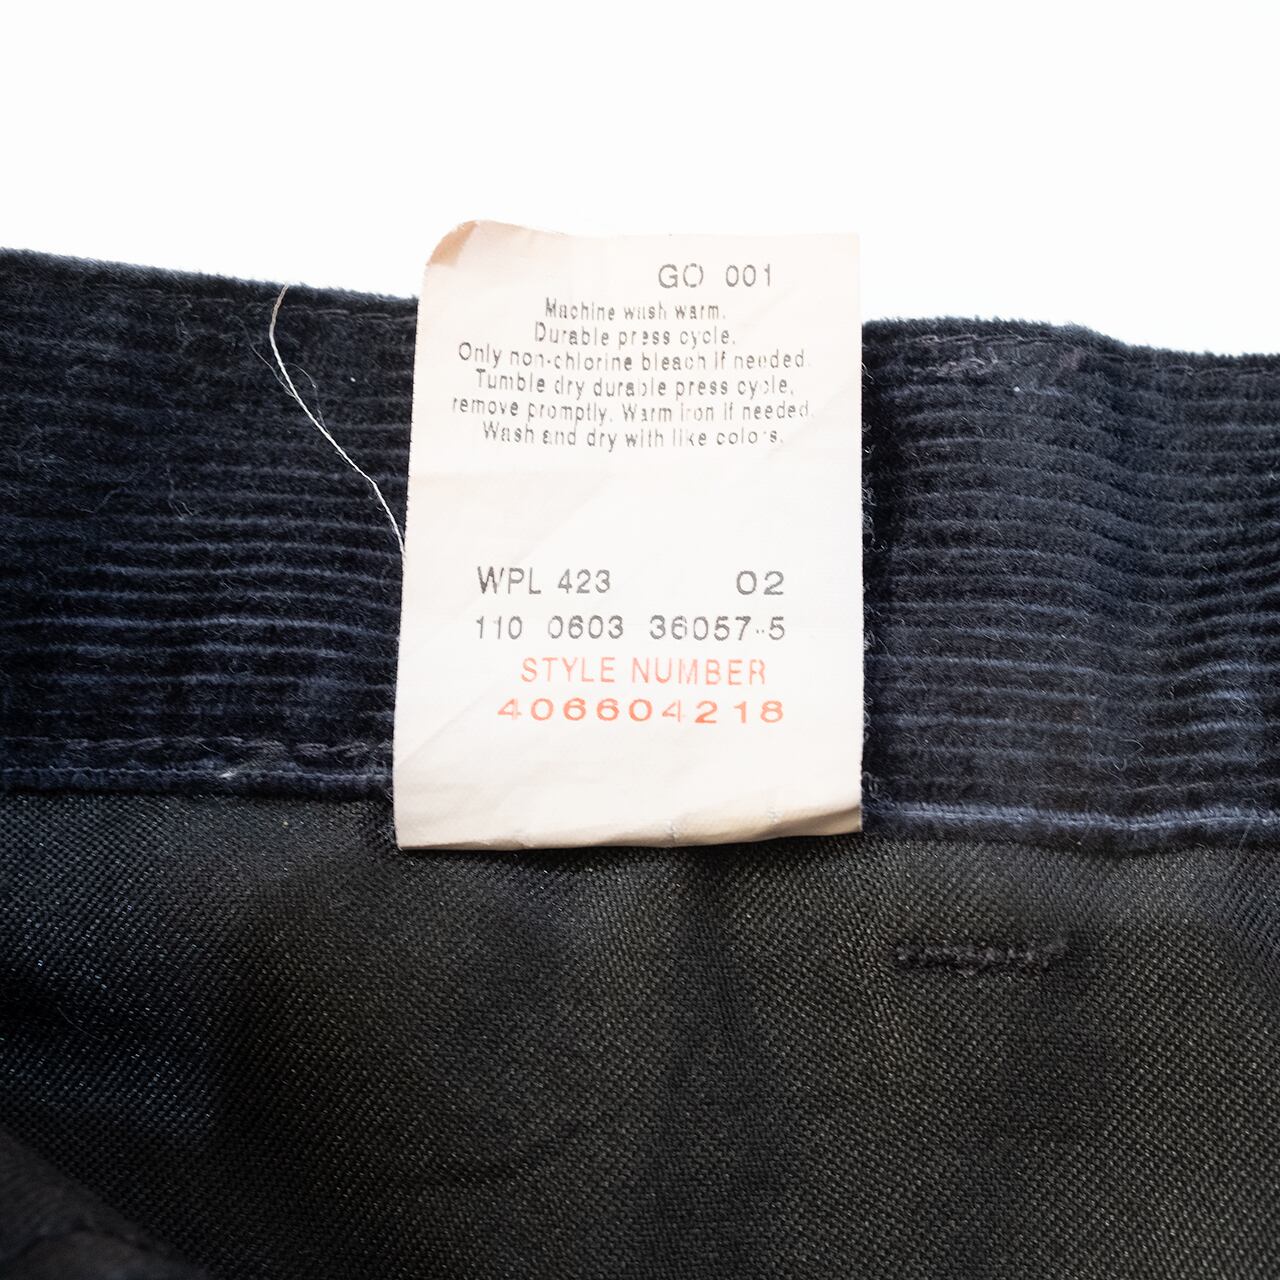 GO 001
Machine wash warm.
Durable press cycle.
Only non-chlorine bleach if needed.
Tumble dry durable press cycle,
remove promptly. Warm iron if needed.
Wash and dry with like colors.
WPL 423 02
110 0603 36057-5
STYLE NUMBER
406604218